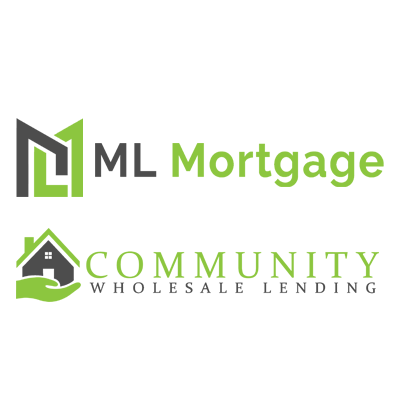 ML Mortgage
COMMUNITY
WHOLESALE LENDING